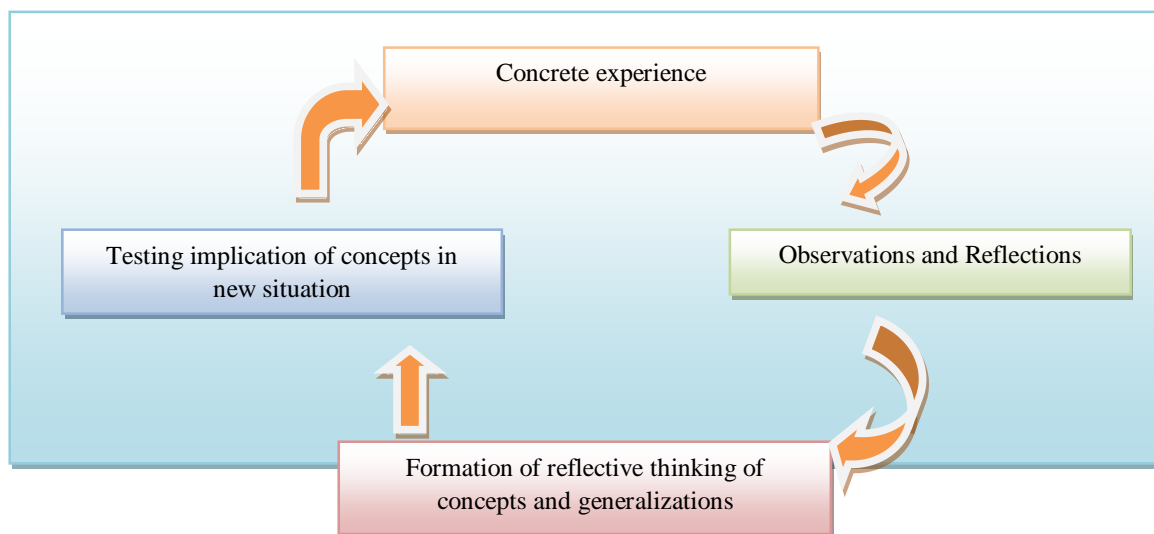 Concrete experience
Testing implication of concepts in
new situation
Observations and Reflections
Formation of reflective thinking of
concepts and generalizations